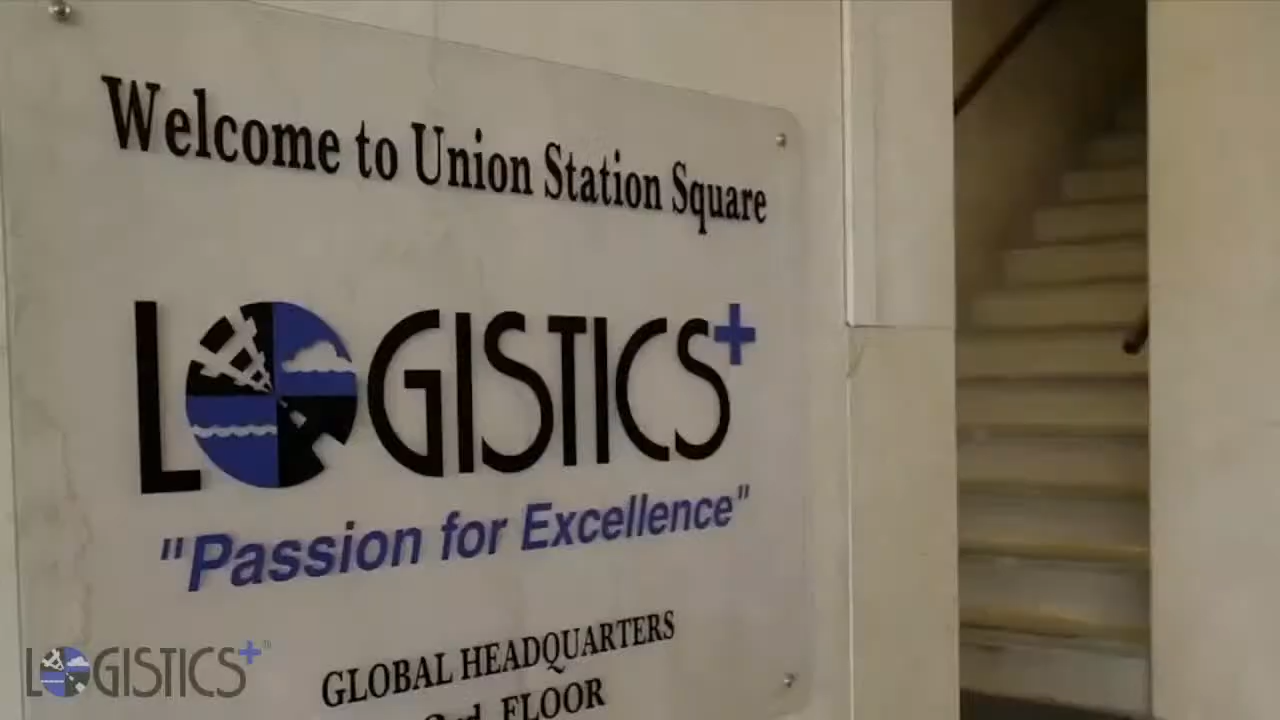 Welcome to Union Station Square
LOGISTICS+
"Passion for Excellence"
GLOBAL HEADQUARTERS
FLOOR
LOGISTICS+